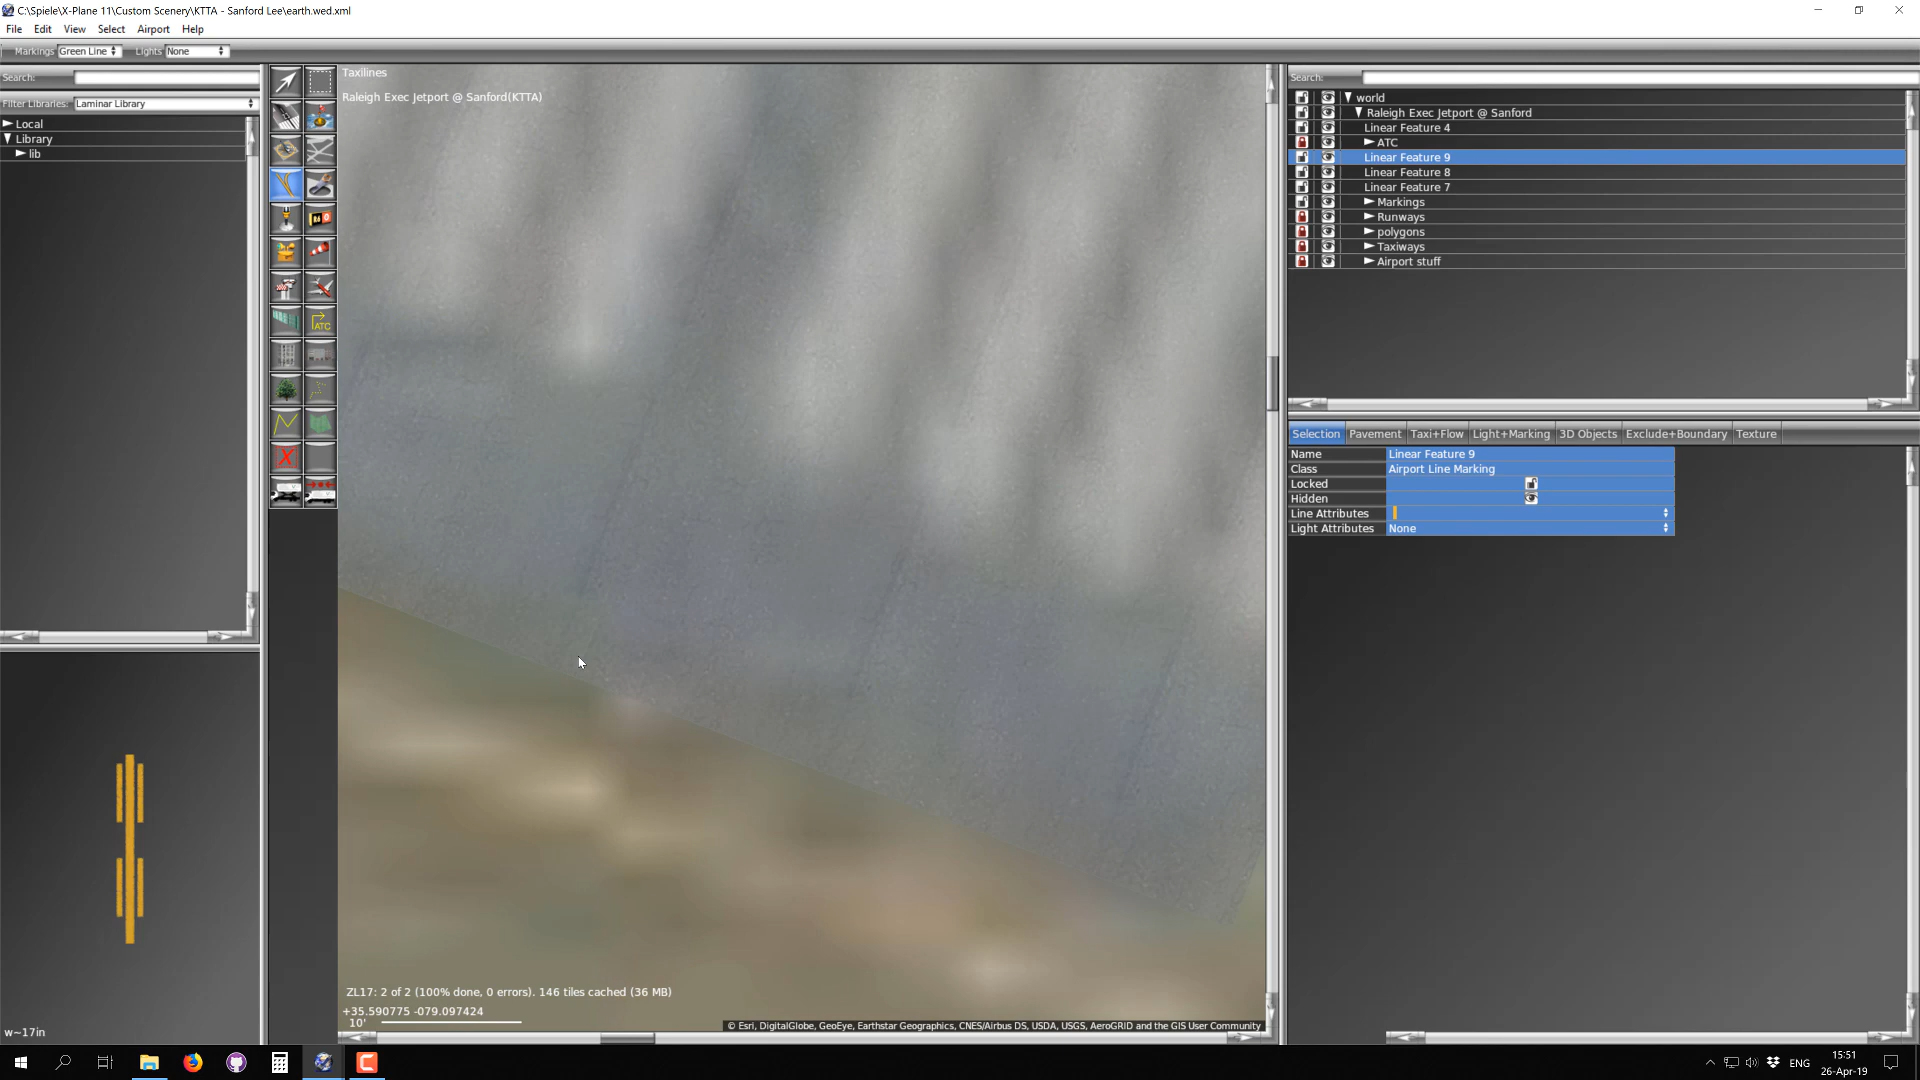 C:\Spiele\X-Plane 11\Custom Scenery\KTTA - Sanford Lee\earth.wed.xml
File Edit View Select Airport Help
Markings Green Line Lights None
Search:
Filter Libraries: Laminar Library
Local
Library
lib
w~17in
ATC
Taxilines
Raleigh Exec Jetport @ Sanford(KTTA)
ZL17: 2 of 2 (100% done, 0 errors). 146 tiles cached (36 MB)
+35.590775 -079.097424
10'
© Esri, DigitalGlobe, GeoEye, Earthstar Geographics, CNES/Airbus DS, USDA, USGS, AeroGRID and the GIS User Community
Search:
world
Raleigh Exec Jetport @ Sanford
Linear Feature 4
ATC
Linear Feature 9
Linear Feature 8
Linear Feature 7
Markings
Runways
polygons
Taxiways
Airport stuff
Selection Pavement Taxi+Flow Light+Marking 3D Objects Exclude+Boundary Texture
Name Linear Feature 9
Class Airport Line Marking
Locked
Hidden
Line Attributes
Light Attributes None
ENG
15:51
26-Apr-19